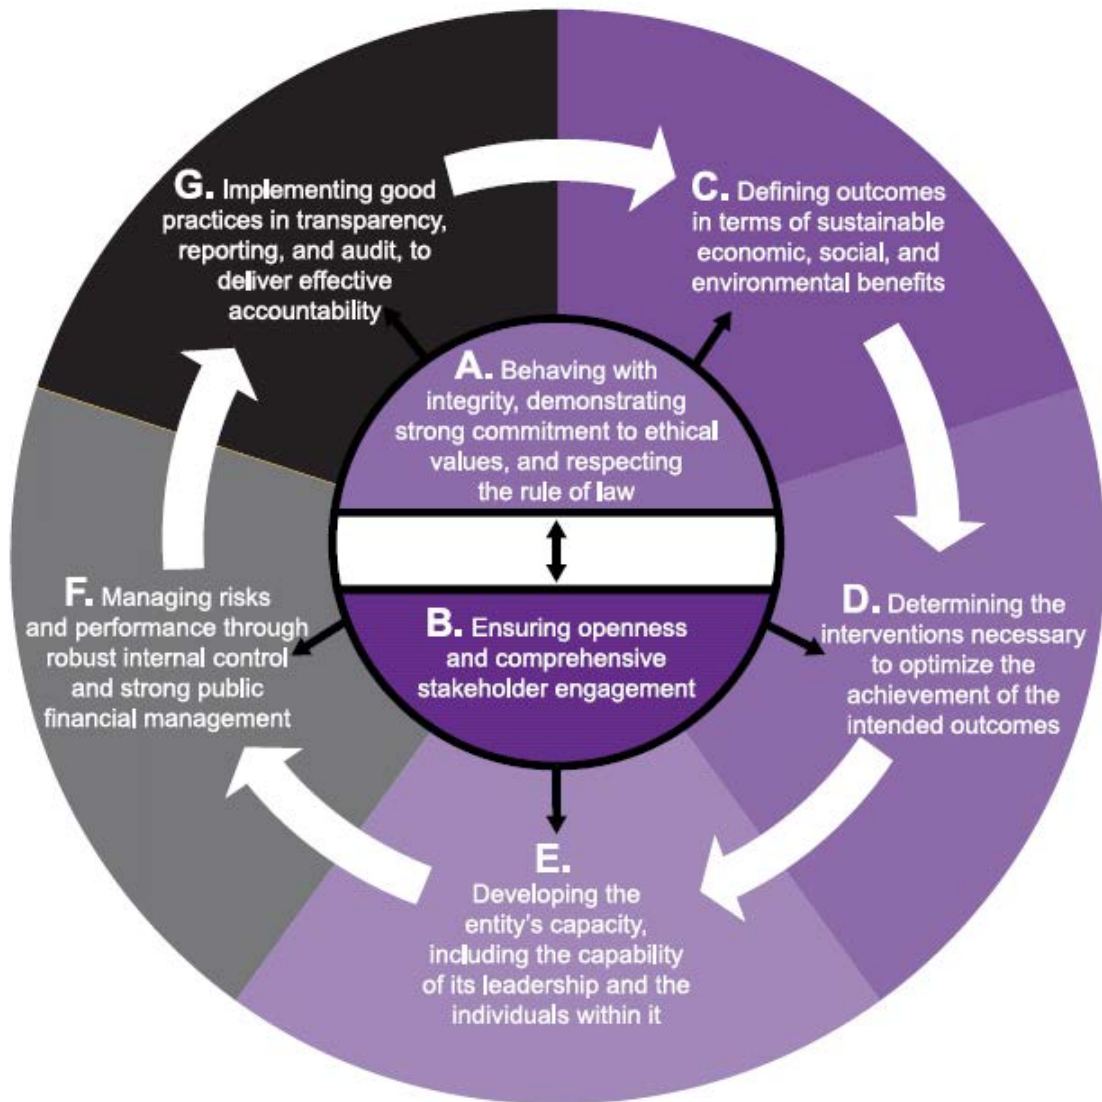 A. Behaving with
integrity, demonstrating
strong commitment to ethical
values, and respecting
the rule of law
B. Ensuring openness
and comprehensive
stakeholder engagement
C. Defining outcomes
in terms of sustainable
economic, social, and
environmental benefits
D. Determining the
interventions necessary
to optimize the
achievement of the
intended outcomes
E.
Developing the
entity's capacity,
including the capability
of its leadership and the
individuals within it
F. Managing risks
and performance through
robust internal control
and strong public
financial management
G. Implementing good
practices in transparency,
reporting, and audit, to
deliver effective
accountability